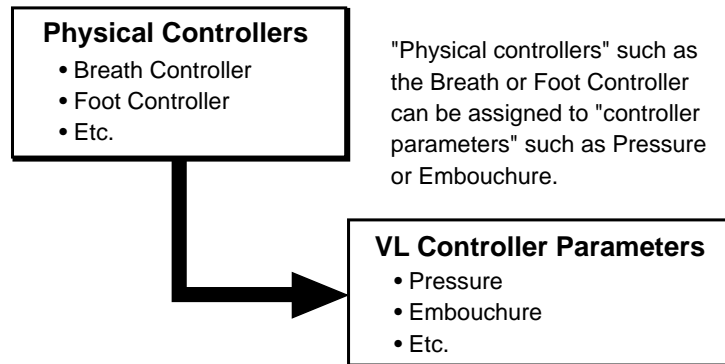 Physical Controllers
• Breath Controller
• Foot Controller
• Etc.
"Physical controllers" such as
the Breath or Foot Controller
can be assigned to "controller
parameters" such as Pressure
or Embouchure.
VL Controller Parameters
• Pressure
• Embouchure
• Etc.